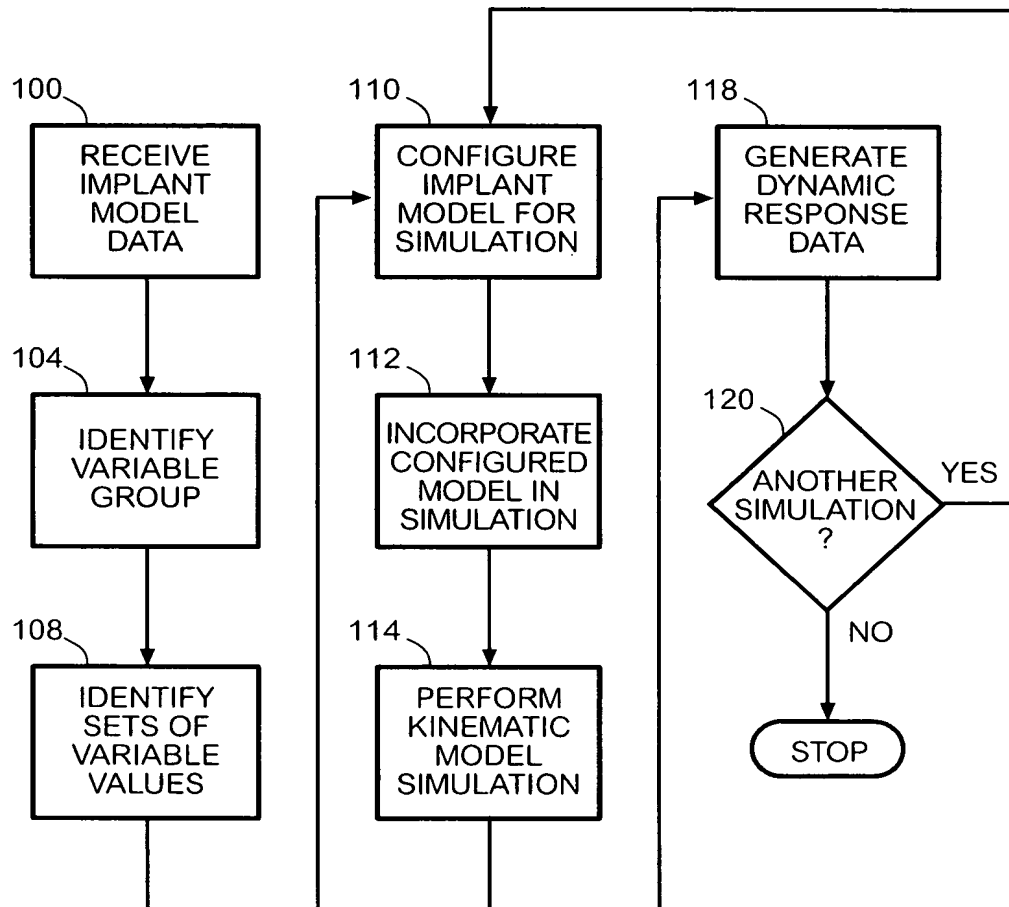 100
RECEIVE
IMPLANT
MODEL
DATA
104
IDENTIFY
VARIABLE
GROUP
108
IDENTIFY
SETS OF
VARIABLE
VALUES
110
CONFIGURE
IMPLANT
MODEL FOR
SIMULATION
112
INCORPORATE
CONFIGURED
MODEL IN
SIMULATION
114
PERFORM
KINEMATIC
MODEL
SIMULATION
118
GENERATE
DYNAMIC
RESPONSE
DATA
120
ANOTHER
SIMULATION
?
YES
NO
STOP